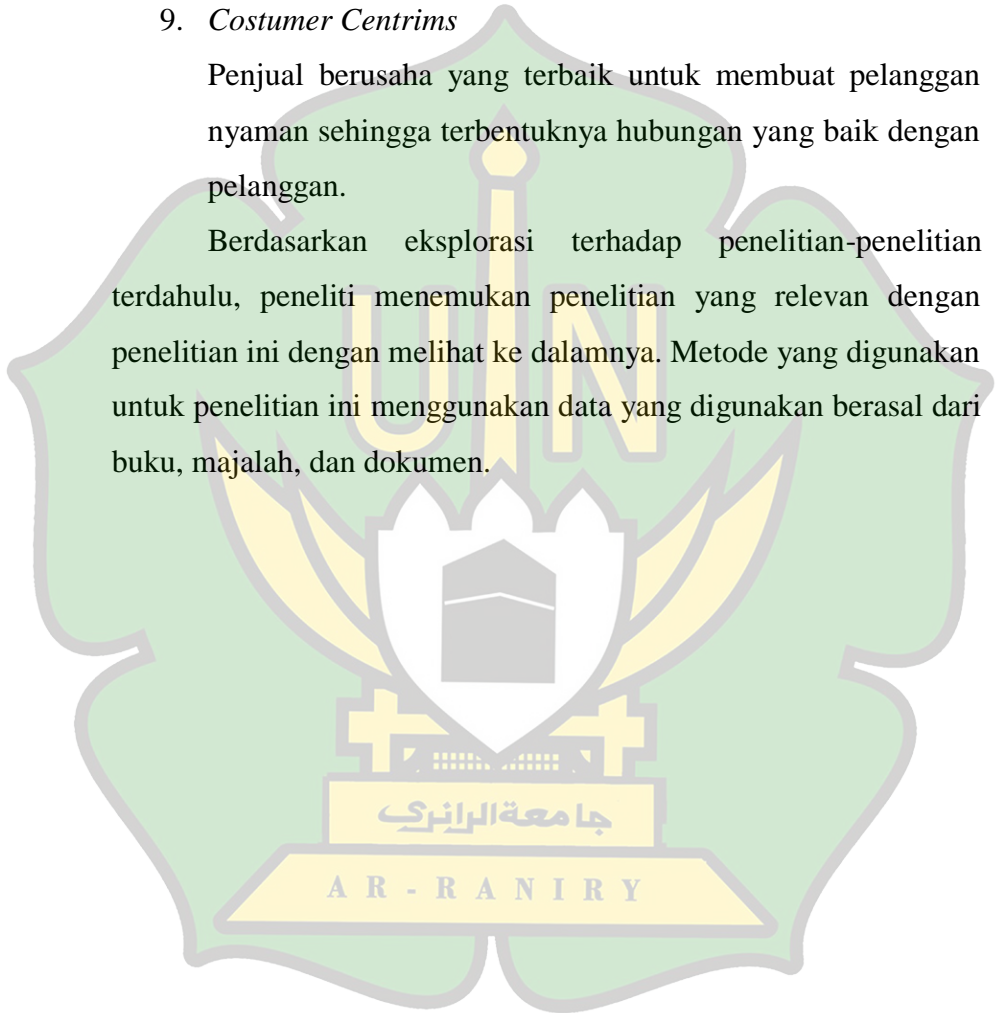 9. Costumer Centrims
Penjual berusaha yang terbaik untuk membuat pelanggan
nyaman sehingga terbentuknya hubungan yang baik dengan
pelanggan.
Berdasarkan eksplorasi terhadap penelitian-penelitian
terdahulu, peneliti menemukan penelitian yang relevan dengan
penelitian ini dengan melihat ke dalamnya. Metode yang digunakan
untuk penelitian ini menggunakan data yang digunakan berasal dari
buku, majalah, dan dokumen.
UIN
جامعةالرانري
AR-RANIRY